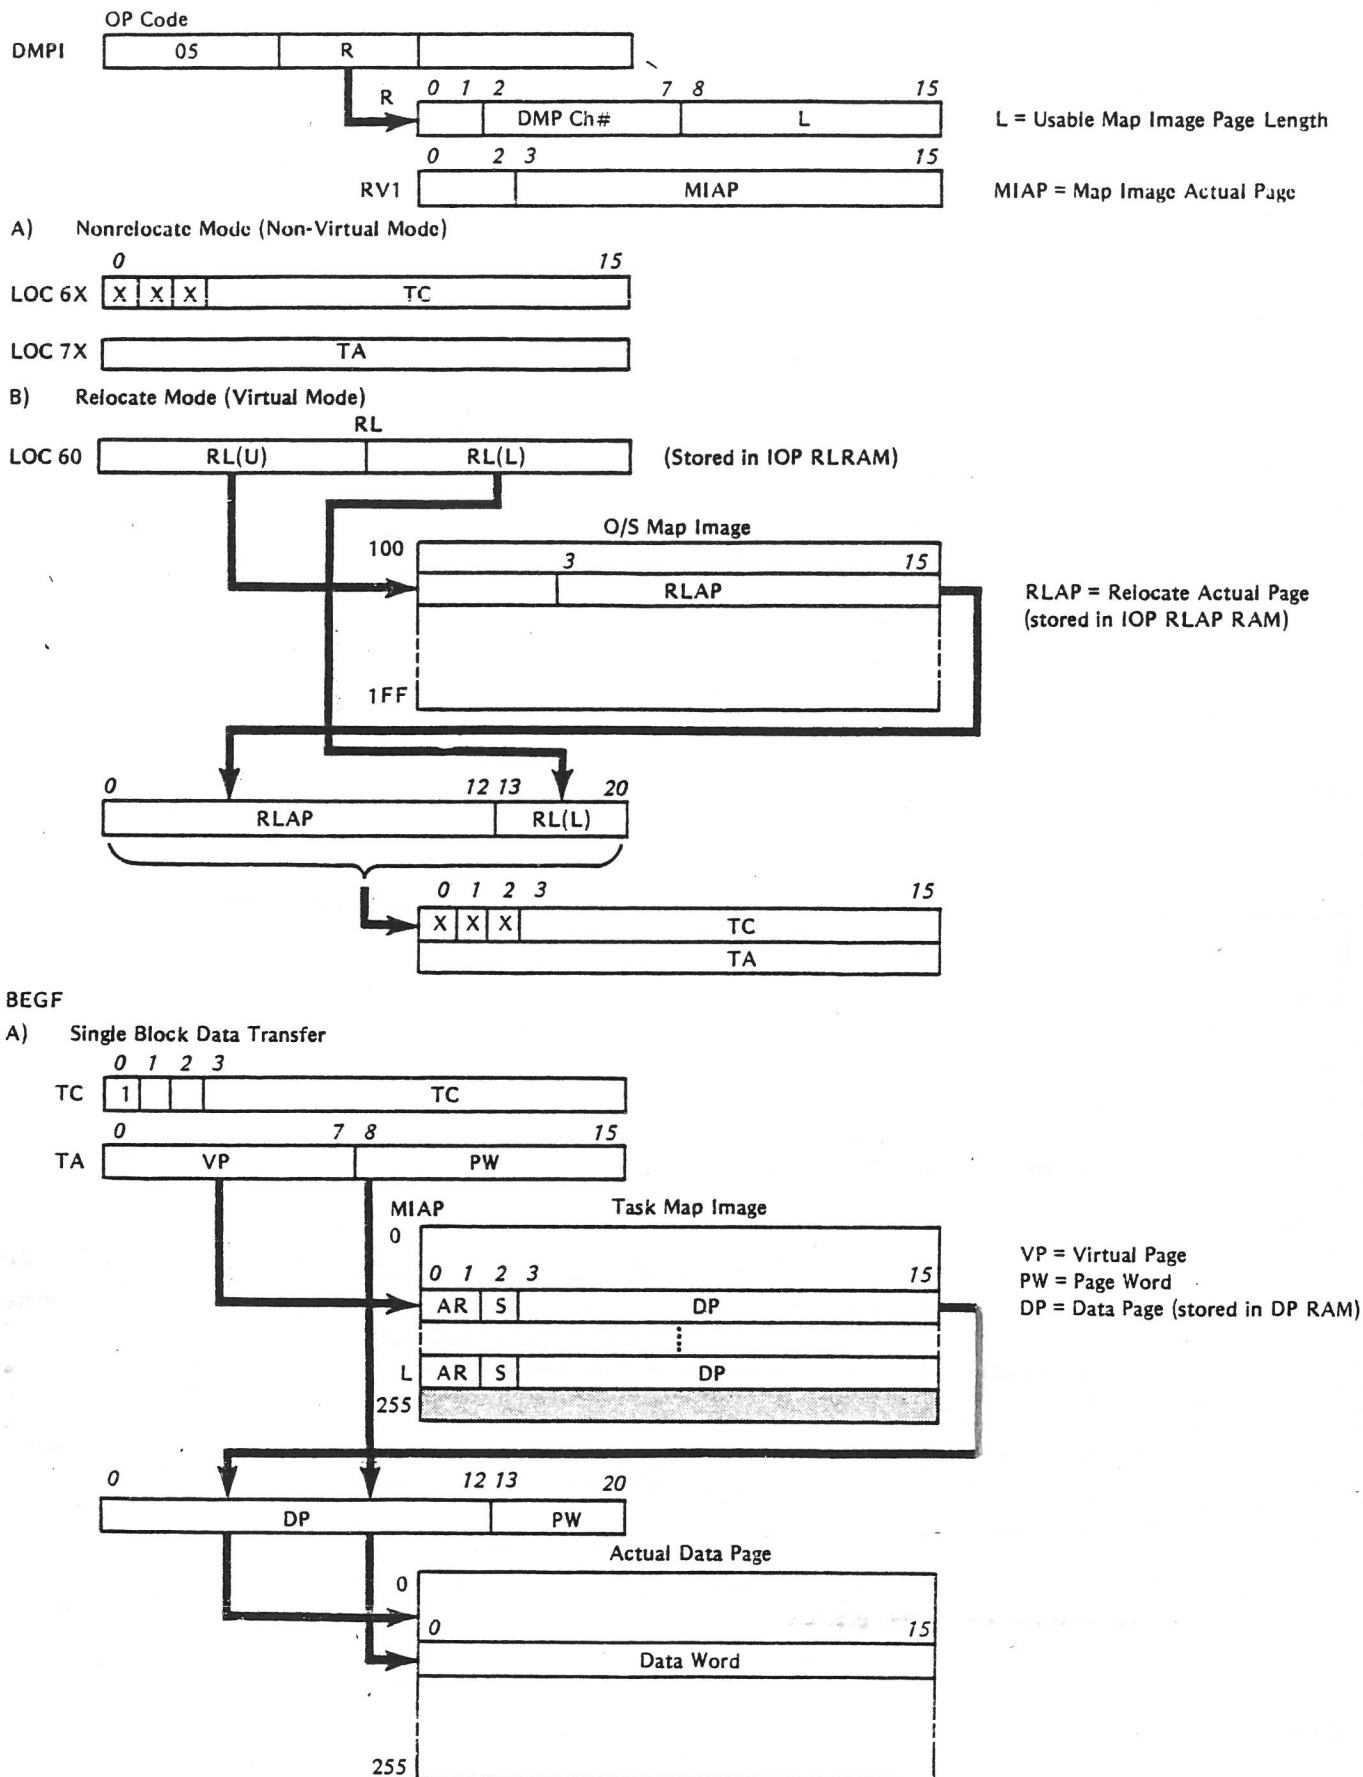 OP Code
DMPI 05 R
0 1 2 7 8 15
R DMP Ch# L L = Usable Map Image Page Length
0 2 3 15
RV1 MIAP MIAP = Map Image Actual Page
A) Nonrelocate Mode (Non-Virtual Mode)
0 15
LOC 6X X X X TC
LOC 7X TA
B) Relocate Mode (Virtual Mode)
RL
LOC 60 RL(U) RL(L) (Stored in IOP RLRAM)
O/S Map Image
100
3 15
RLAP RLAP = Relocate Actual Page
(stored in IOP RLAP RAM)
1FF
0 12 13 20
RLAP RL(L)
0 1 2 3 15
X X X TC
TA
BEGF
A) Single Block Data Transfer
0 1 2 3
TC 1 TC
0 7 8 15
TA VP PW
MIAP Task Map Image
0
VP = Virtual Page
0 1 2 3 15
PW = Page Word
AR S DP DP = Data Page (stored in DP RAM)
L AR S DP
255
0 12 13 20
DP PW
Actual Data Page
0
0 15
Data Word
255